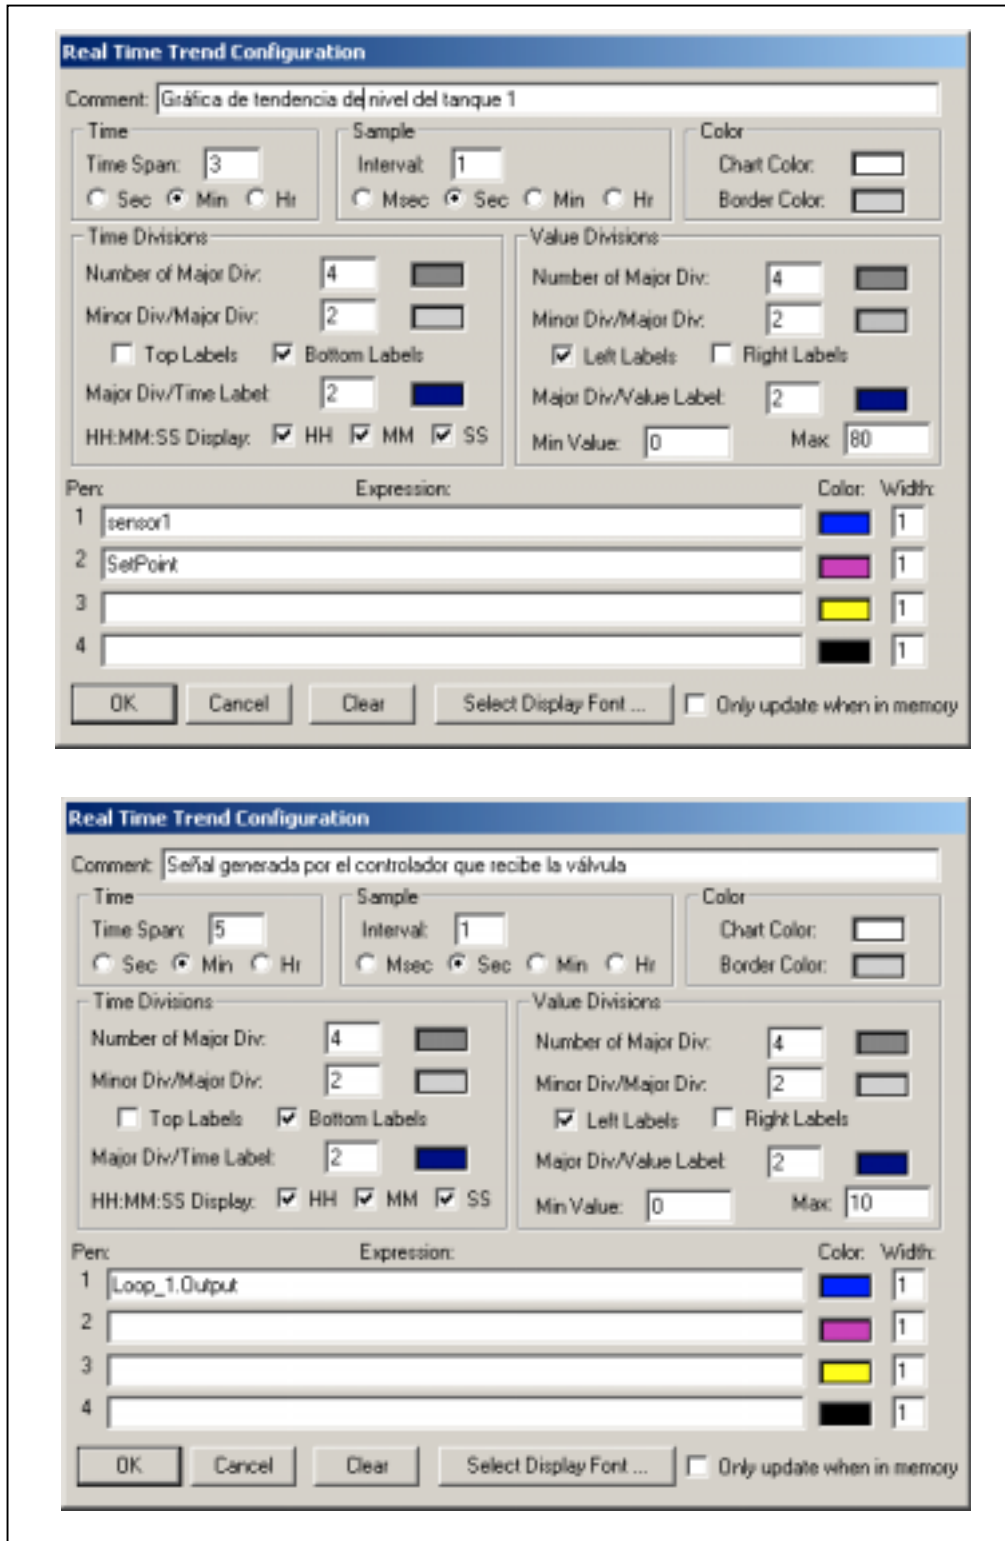 Real Time Trend Configuration
Comment: Gráfica de tendencia de nivel del tanque 1
Time Sample Color
Time Span: 3 Interval: 1 Chart Color:
Sec Min Hr Msec Sec Min Hr Border Color:
Time Divisions Value Divisions
Number of Major Div: 4 Number of Major Div: 4
Minor Div/Major Div: 2 Minor Div/Major Div: 2
Top Labels Bottom Labels Left Labels Right Labels
Major Div/Time Label: 2 Major Div/Value Label: 2
HH:MM:SS Display: HH MM SS Min Value: 0 Max: 80
Pen: Expression: Color: Width:
1 sensor1 1
2 SetPoint 1
3 1
4 1
OK Cancel Clear Select Display Font ... Only update when in memory
Real Time Trend Configuration
Comment: Señal generada por el controlador que recibe la válvula
Time Sample Color
Time Span: 5 Interval: 1 Chart Color:
Sec Min Hr Msec Sec Min Hr Border Color:
Time Divisions Value Divisions
Number of Major Div: 4 Number of Major Div: 4
Minor Div/Major Div: 2 Minor Div/Major Div: 2
Top Labels Bottom Labels Left Labels Right Labels
Major Div/Time Label: 2 Major Div/Value Label: 2
HH:MM:SS Display: HH MM SS Min Value: 0 Max: 10
Pen: Expression: Color: Width:
1 Loop_1.Output 1
2 1
3 1
4 1
OK Cancel Clear Select Display Font ... Only update when in memory